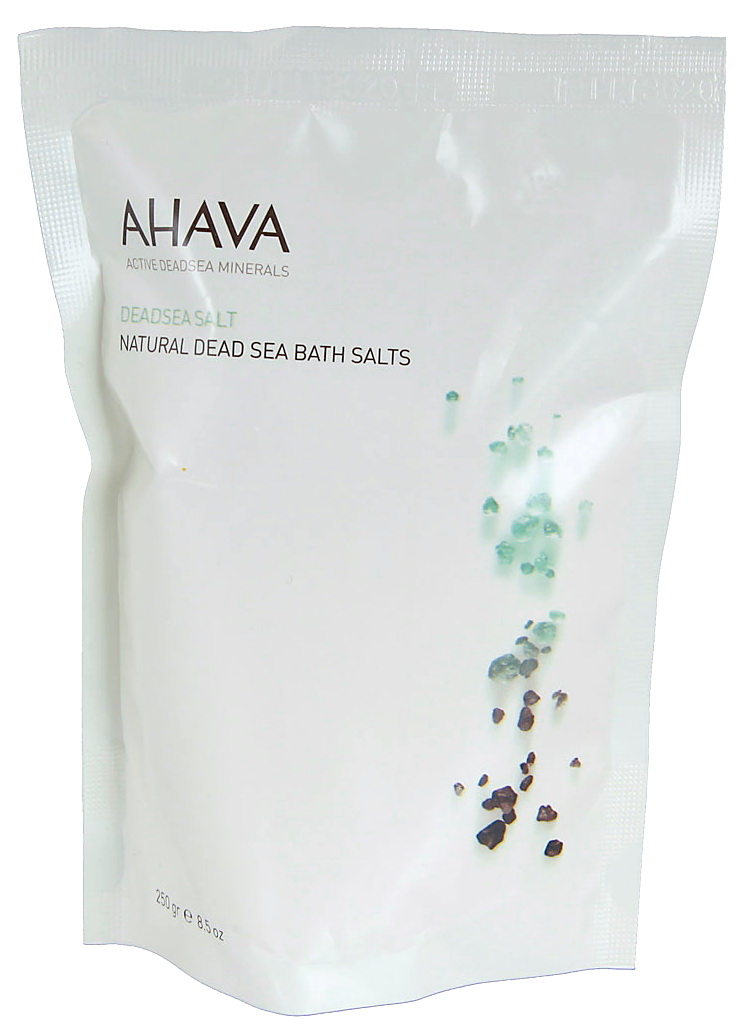 AHAVA
ACTIVE DEADSEA MINERALS
DEADSEA SALT
NATURAL DEAD SEA BATH SALTS
250 gr ℮ 8.5 oz